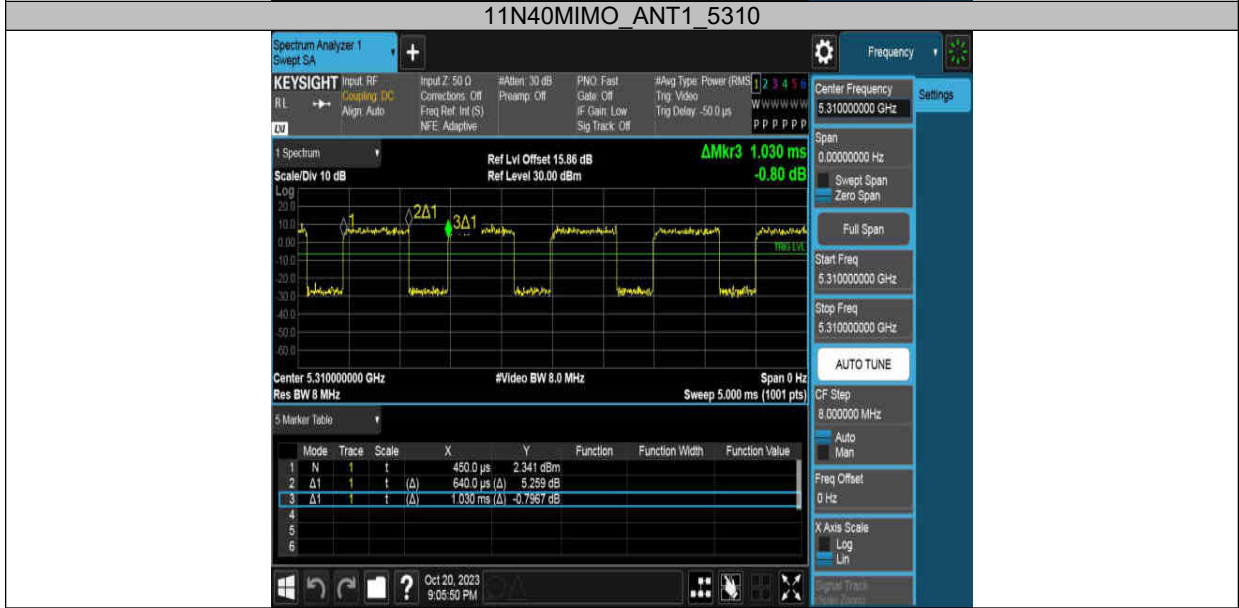 11N40MIMO_ANT1_5310
Spectrum Analyzer 1
Swept SA
Frequency
KEYSIGHT
RL
Input: RF
Coupling: DC
Align: Auto
Input Z: 50 Ω
Corrections: Off
Freq Ref: Int (S)
NFE: Adaptive
#Atten: 30 dB
Preamp: Off
PNO: Fast
Gate: Off
IF Gain: Low
Sig Track: Off
#Avg Type: Power (RMS
Trig: Video
Trig Delay: -50.0 µs
1 2 3 4 5 6
W W W W W W
P P P P P P
Center Frequency
5.310000000 GHz
Settings
Span
0.00000000 Hz
Swept Span
Zero Span
Full Span
Start Freq
5.310000000 GHz
Stop Freq
5.310000000 GHz
AUTO TUNE
CF Step
8.000000 MHz
Auto
Man
Freq Offset
0 Hz
X Axis Scale
Log
Lin
Signal Track
1 Spectrum
Scale/Div 10 dB
Ref Lvl Offset 15.86 dB
Ref Level 30.00 dBm
ΔMkr3 1.030 ms
-0.80 dB
Log
20.0
10.0
0.00
-10.0
-20.0
-30.0
-40.0
-50.0
-60.0
1
2Δ1
3Δ1
TRIG LVL
Center 5.310000000 GHz
#Video BW 8.0 MHz
Span 0 Hz
Res BW 8 MHz
Sweep 5.000 ms (1001 pts)
5 Marker Table
Mode Trace Scale X Y Function Function Width Function Value
1 N 1 t 450.0 µs 2.341 dBm
2 Δ1 1 t (Δ) 640.0 µs (Δ) 5.259 dB
3 Δ1 1 t (Δ) 1.030 ms (Δ) -0.7967 dB
4
5
6
?
Oct 20, 2023
9:05:50 PM